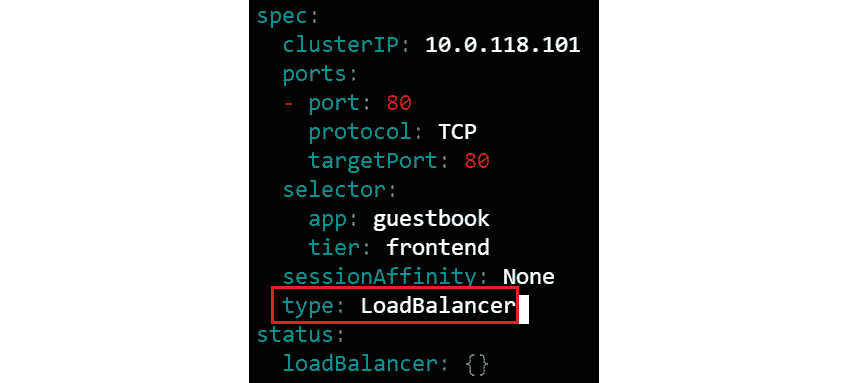 spec:
  clusterIP: 10.0.118.101
  ports:
  - port: 80
    protocol: TCP
    targetPort: 80
  selector:
    app: guestbook
    tier: frontend
  sessionAffinity: None
  type: LoadBalancer
status:
  loadBalancer: {}